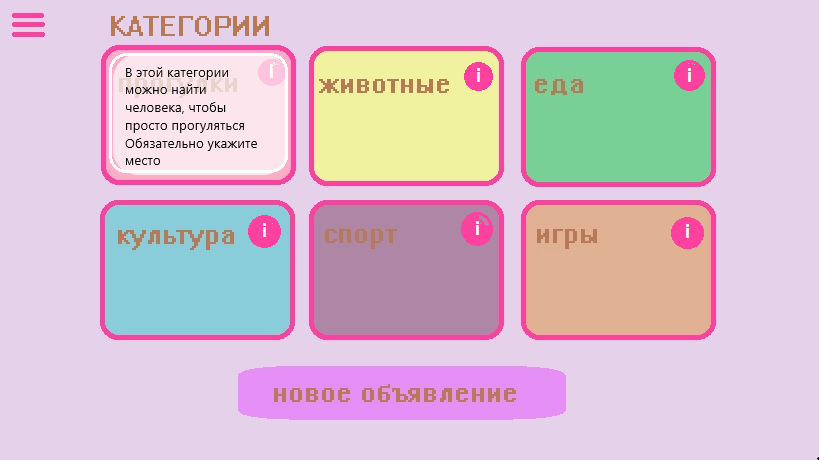 КАТЕГОРИИ
В этой категории
можно найти
человека, чтобы
просто прогуляться
Обязательно укажите
место
животные
i
еда
i
культура
i
спорт
i
игры
i
новое объявление